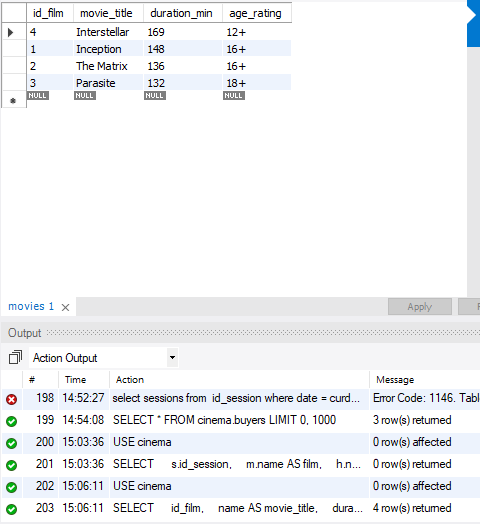 id_film movie_title duration_min age_rating
4 Interstellar 169 12+
1 Inception 148 16+
2 The Matrix 136 16+
3 Parasite 132 18+
NULL NULL NULL NULL
movies 1 Apply
Output
Action Output
# Time Action Message
198 14:52:27 select sessions from id_session where date = curd... Error Code: 1146. Tabl
199 14:54:08 SELECT * FROM cinema.buyers LIMIT 0, 1000 3 row(s) returned
200 15:03:36 USE cinema 0 row(s) affected
201 15:03:36 SELECT s.id_session, m.name AS film, h.n... 0 row(s) returned
202 15:06:11 USE cinema 0 row(s) affected
203 15:06:11 SELECT id_film, name AS movie_title, dura... 4 row(s) returned